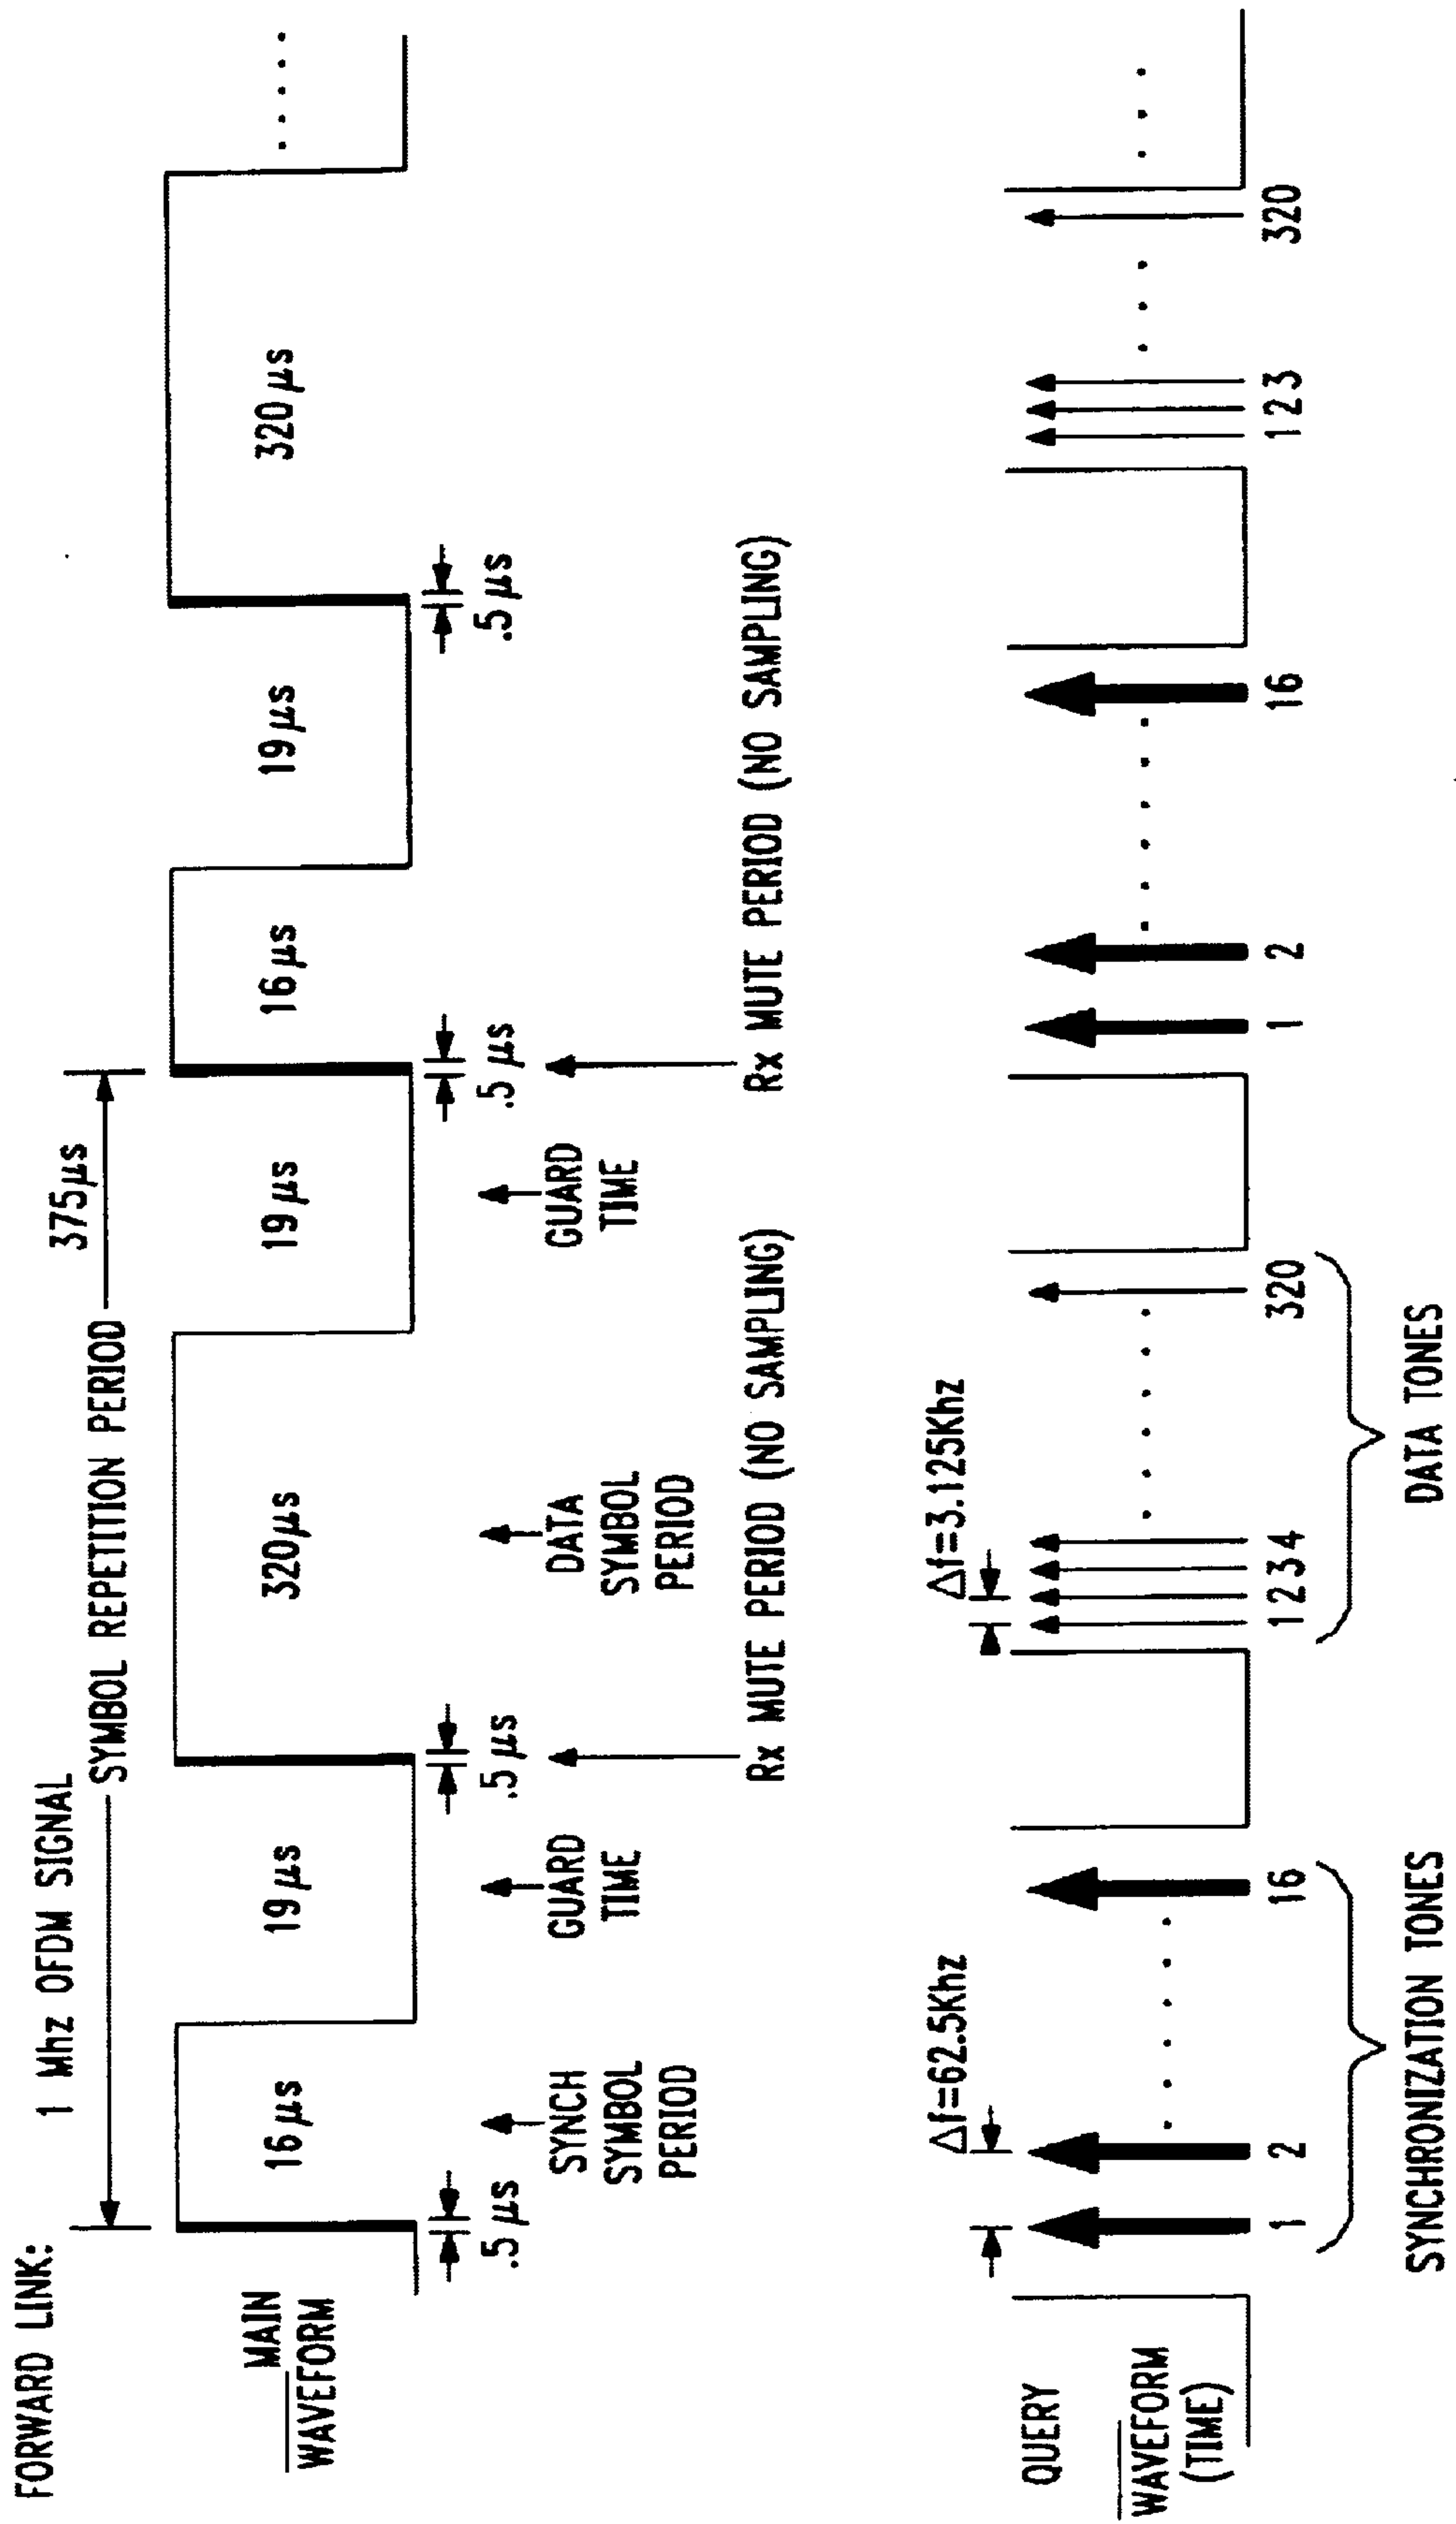 FORWARD LINK:
1 Mhz OFDM SIGNAL
SYMBOL REPETITION PERIOD
375µs
MAIN
WAVEFORM
16µs
19µs
320µs
19µs
16µs
19µs
320µs
.5µs
.5µs
.5µs
.5µs
SYNCH
SYMBOL
PERIOD
GUARD
TIME
DATA
SYMBOL
PERIOD
GUARD
TIME
Rx MUTE PERIOD (NO SAMPLING)
Rx MUTE PERIOD (NO SAMPLING)
QUERY
WAVEFORM
(TIME)
Δf=62.5Khz
Δf=3.125Khz
1 2 16
1 2 3 4 320
1 2 16
1 2 3 320
SYNCHRONIZATION TONES
DATA TONES